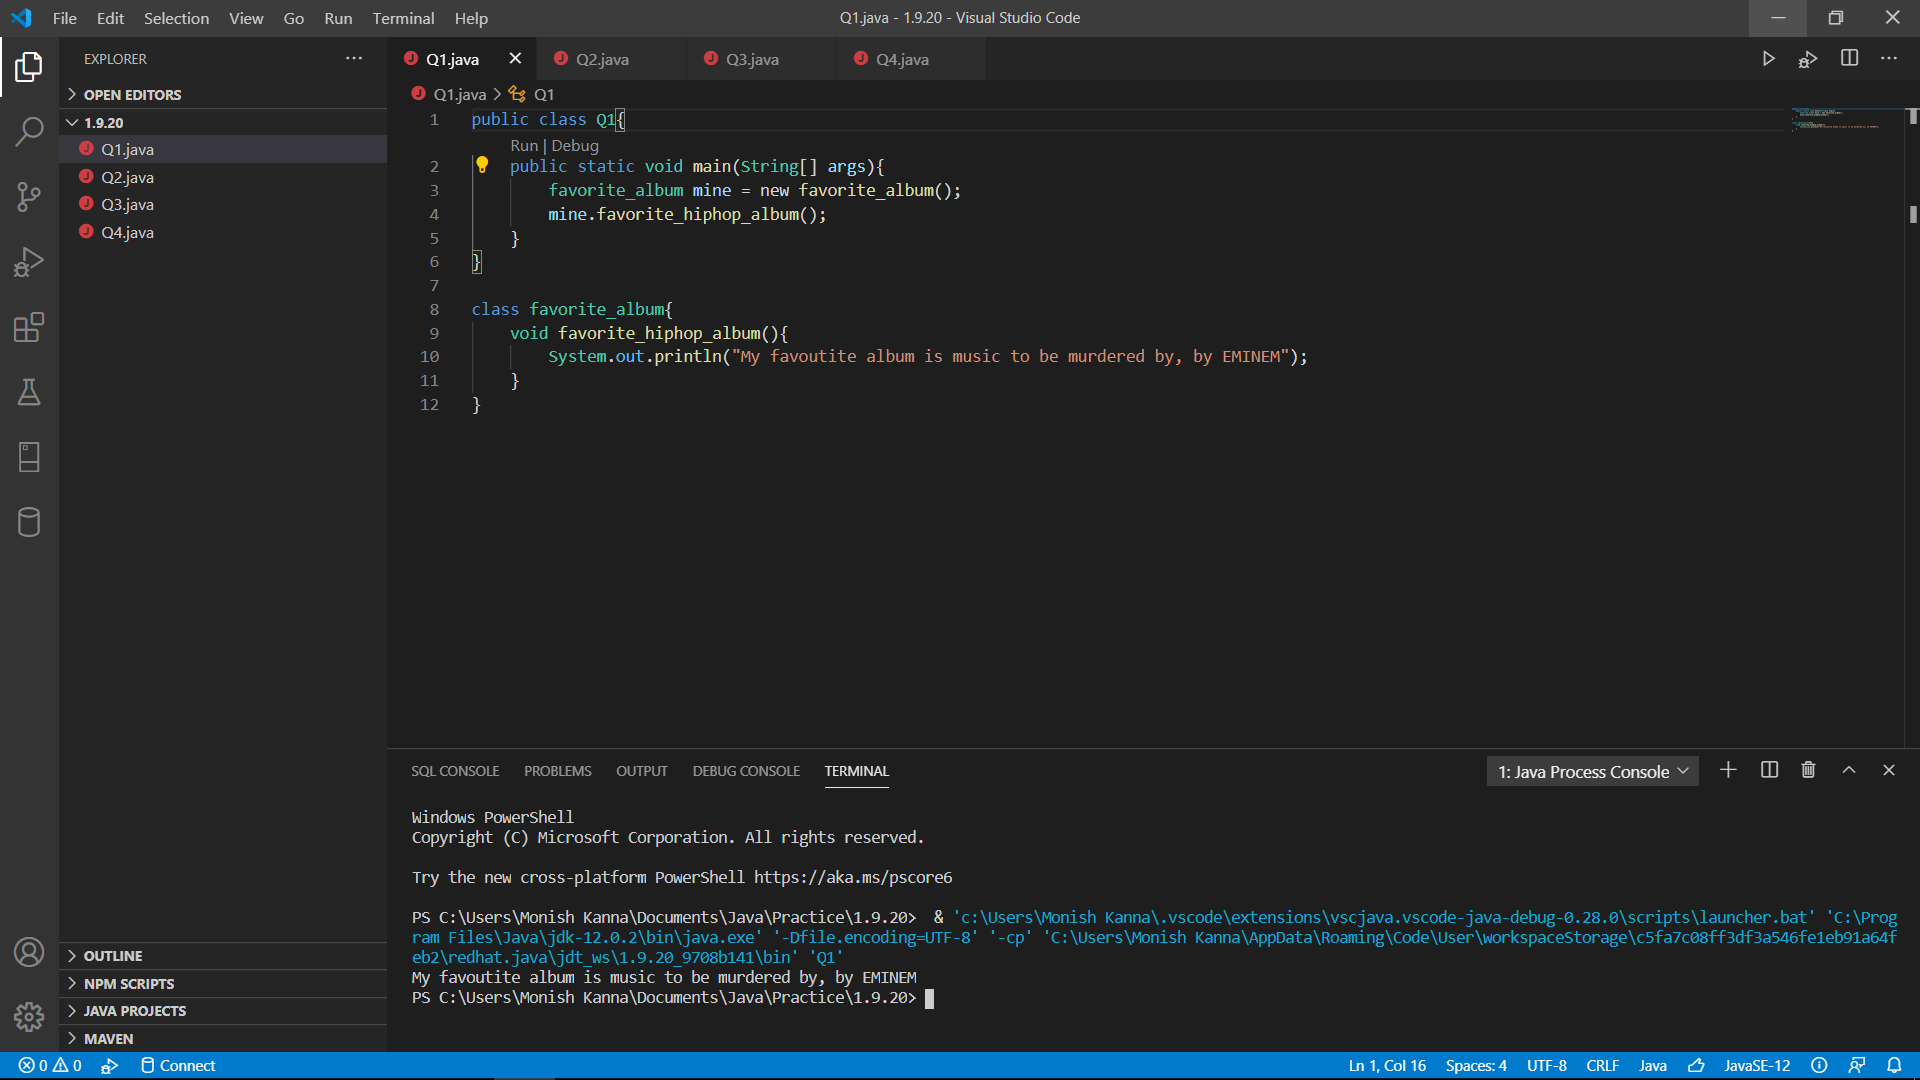 File Edit Selection View Go Run Terminal Help
Q1.java - 1.9.20 - Visual Studio Code
EXPLORER
OPEN EDITORS
1.9.20
Q1.java
Q2.java
Q3.java
Q4.java
OUTLINE
NPM SCRIPTS
JAVA PROJECTS
MAVEN
Q1.java Q2.java Q3.java Q4.java
Q1.java > Q1
1 public class Q1{
Run | Debug
2 public static void main(String[] args){
3 favorite_album mine = new favorite_album();
4 mine.favorite_hiphop_album();
5 }
6 }
7
8 class favorite_album{
9 void favorite_hiphop_album(){
10 System.out.println("My favoutite album is music to be murdered by, by EMINEM");
11 }
12 }
SQL CONSOLE PROBLEMS OUTPUT DEBUG CONSOLE TERMINAL
1: Java Process Console
Windows PowerShell
Copyright (C) Microsoft Corporation. All rights reserved.
Try the new cross-platform PowerShell https://aka.ms/pscore6
PS C:\Users\Monish Kanna\Documents\Java\Practice\1.9.20>  & 'c:\Users\Monish Kanna\.vscode\extensions\vscjava.vscode-java-debug-0.28.0\scripts\launcher.bat' 'C:\Prog
ram Files\Java\jdk-12.0.2\bin\java.exe' '-Dfile.encoding=UTF-8' '-cp' 'C:\Users\Monish Kanna\AppData\Roaming\Code\User\workspaceStorage\c5fa7c08ff3df3a546fe1eb91a64f
eb2\redhat.java\jdt_ws\1.9.20_9708b141\bin' 'Q1'
My favoutite album is music to be murdered by, by EMINEM
PS C:\Users\Monish Kanna\Documents\Java\Practice\1.9.20>
0 0 Connect
Ln 1, Col 16 Spaces: 4 UTF-8 CRLF Java JavaSE-12